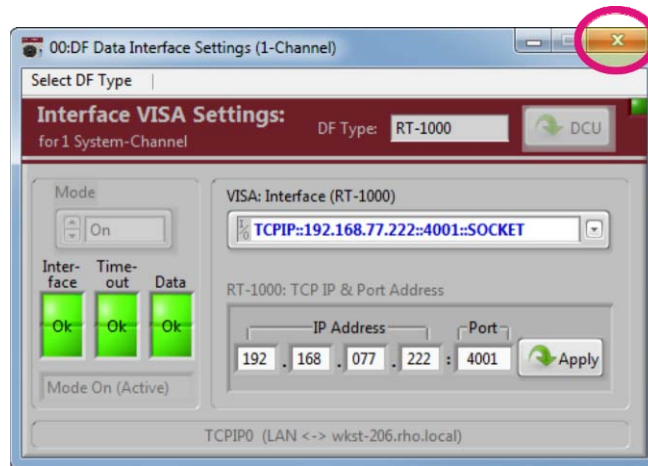 00:DF Data Interface Settings (1-Channel)
Select DF Type
Interface VISA Settings:
for 1 System-Channel
DF Type: RT-1000
DCU
Mode
On
Inter-
face
Time-
out
Data
Ok Ok Ok
Mode On (Active)
VISA: Interface (RT-1000)
I/O TCPIP::192.168.77.222::4001::SOCKET
RT-1000: TCP IP & Port Address
IP Address Port
192 . 168 . 077 . 222 : 4001 Apply
TCPIP0 (LAN <-> wkst-206.rho.local)